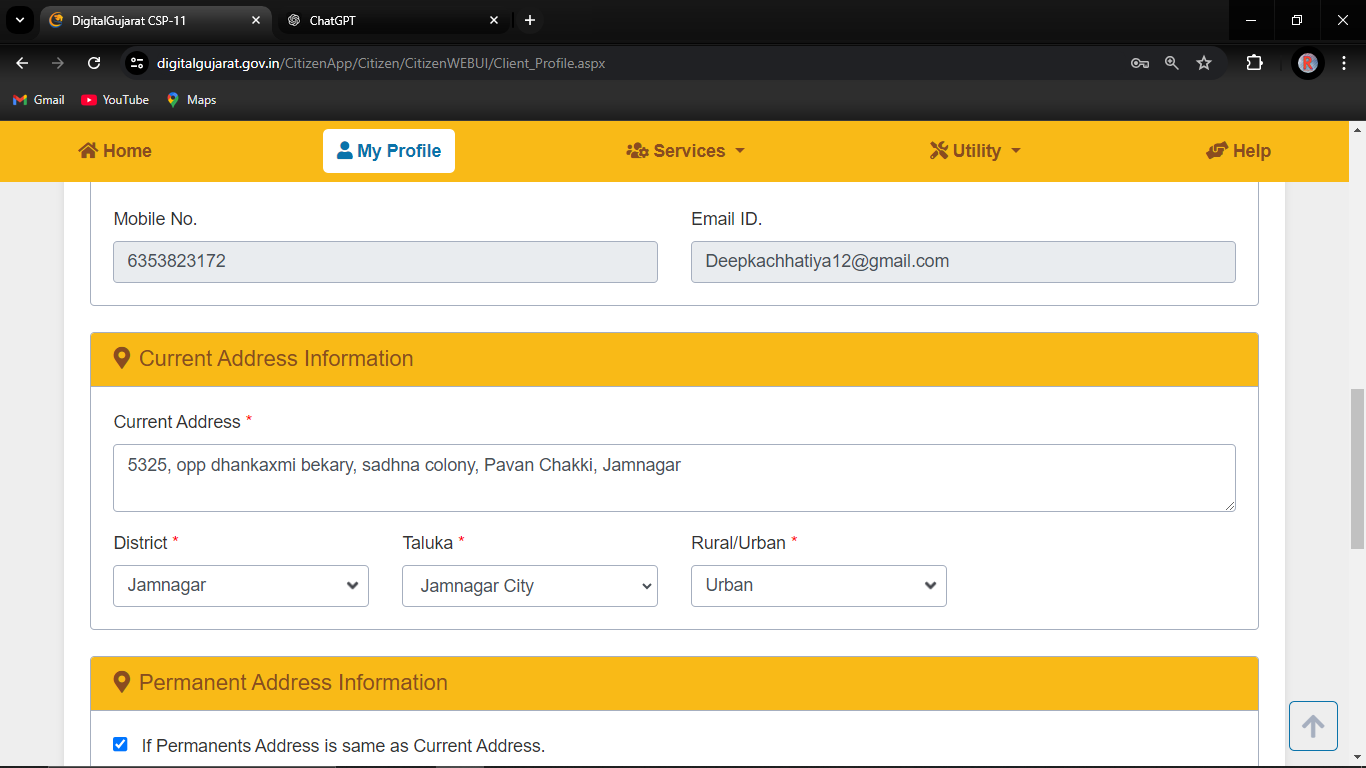 DigitalGujarat CSP-11
ChatGPT
digitalgujarat.gov.in/CitizenApp/Citizen/CitizenWEBUI/Client_Profile.aspx
R
Gmail
YouTube
Maps
Home
My Profile
Services
Utility
Help
Mobile No.
Email ID.
6353823172
Deepkachhatiya12@gmail.com
Current Address Information
Current Address *
5325, opp dhankaxmi bekary, sadhna colony, Pavan Chakki, Jamnagar
District *
Taluka *
Rural/Urban *
Jamnagar
Jamnagar City
Urban
Permanent Address Information
If Permanents Address is same as Current Address.